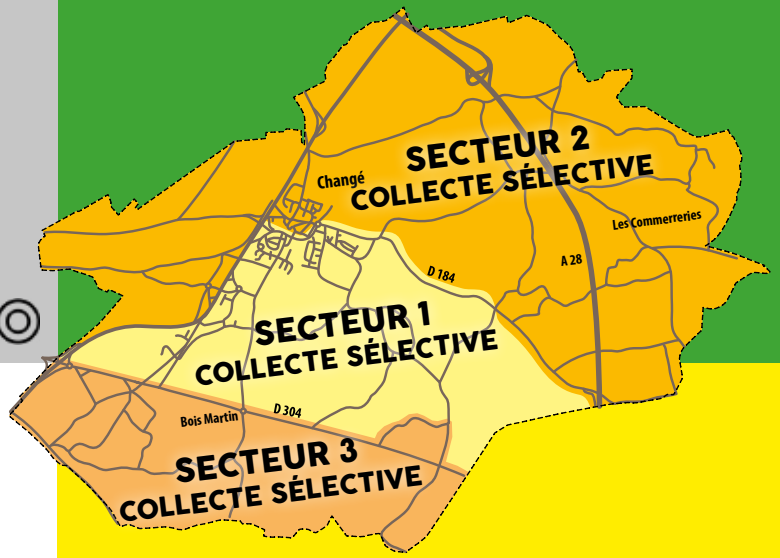 SECTEUR 2
COLLECTE SÉLECTIVE
Changé
Les Commerreries
A 28
D 184
SECTEUR 1
COLLECTE SÉLECTIVE
D 304
Bois Martin
SECTEUR 3
COLLECTE SÉLECTIVE